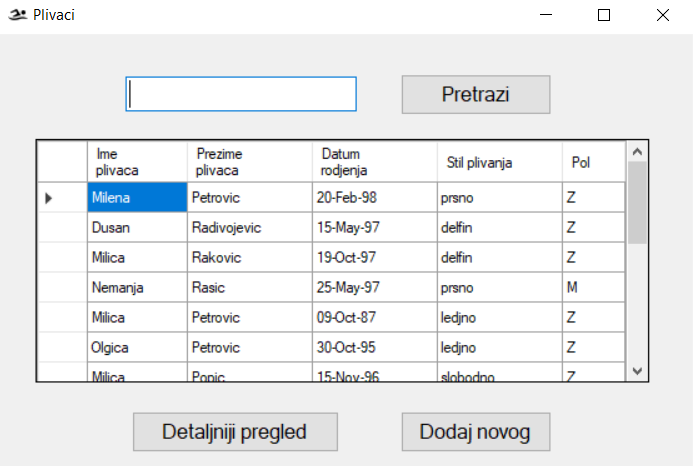 Plivaci
Pretrazi
Ime plivaca Prezime plivaca Datum rodjenja Stil plivanja Pol
Milena Petrovic 20-Feb-98 prsno Z
Dusan Radivojevic 15-May-97 delfin Z
Milica Rakovic 19-Oct-97 delfin Z
Nemanja Rasic 25-May-97 prsno M
Milica Petrovic 09-Oct-87 ledjno Z
Olgica Petrovic 30-Oct-95 ledjno Z
Milica Popic 15-Nov-96 slobodno Z
Detaljniji pregled Dodaj novog